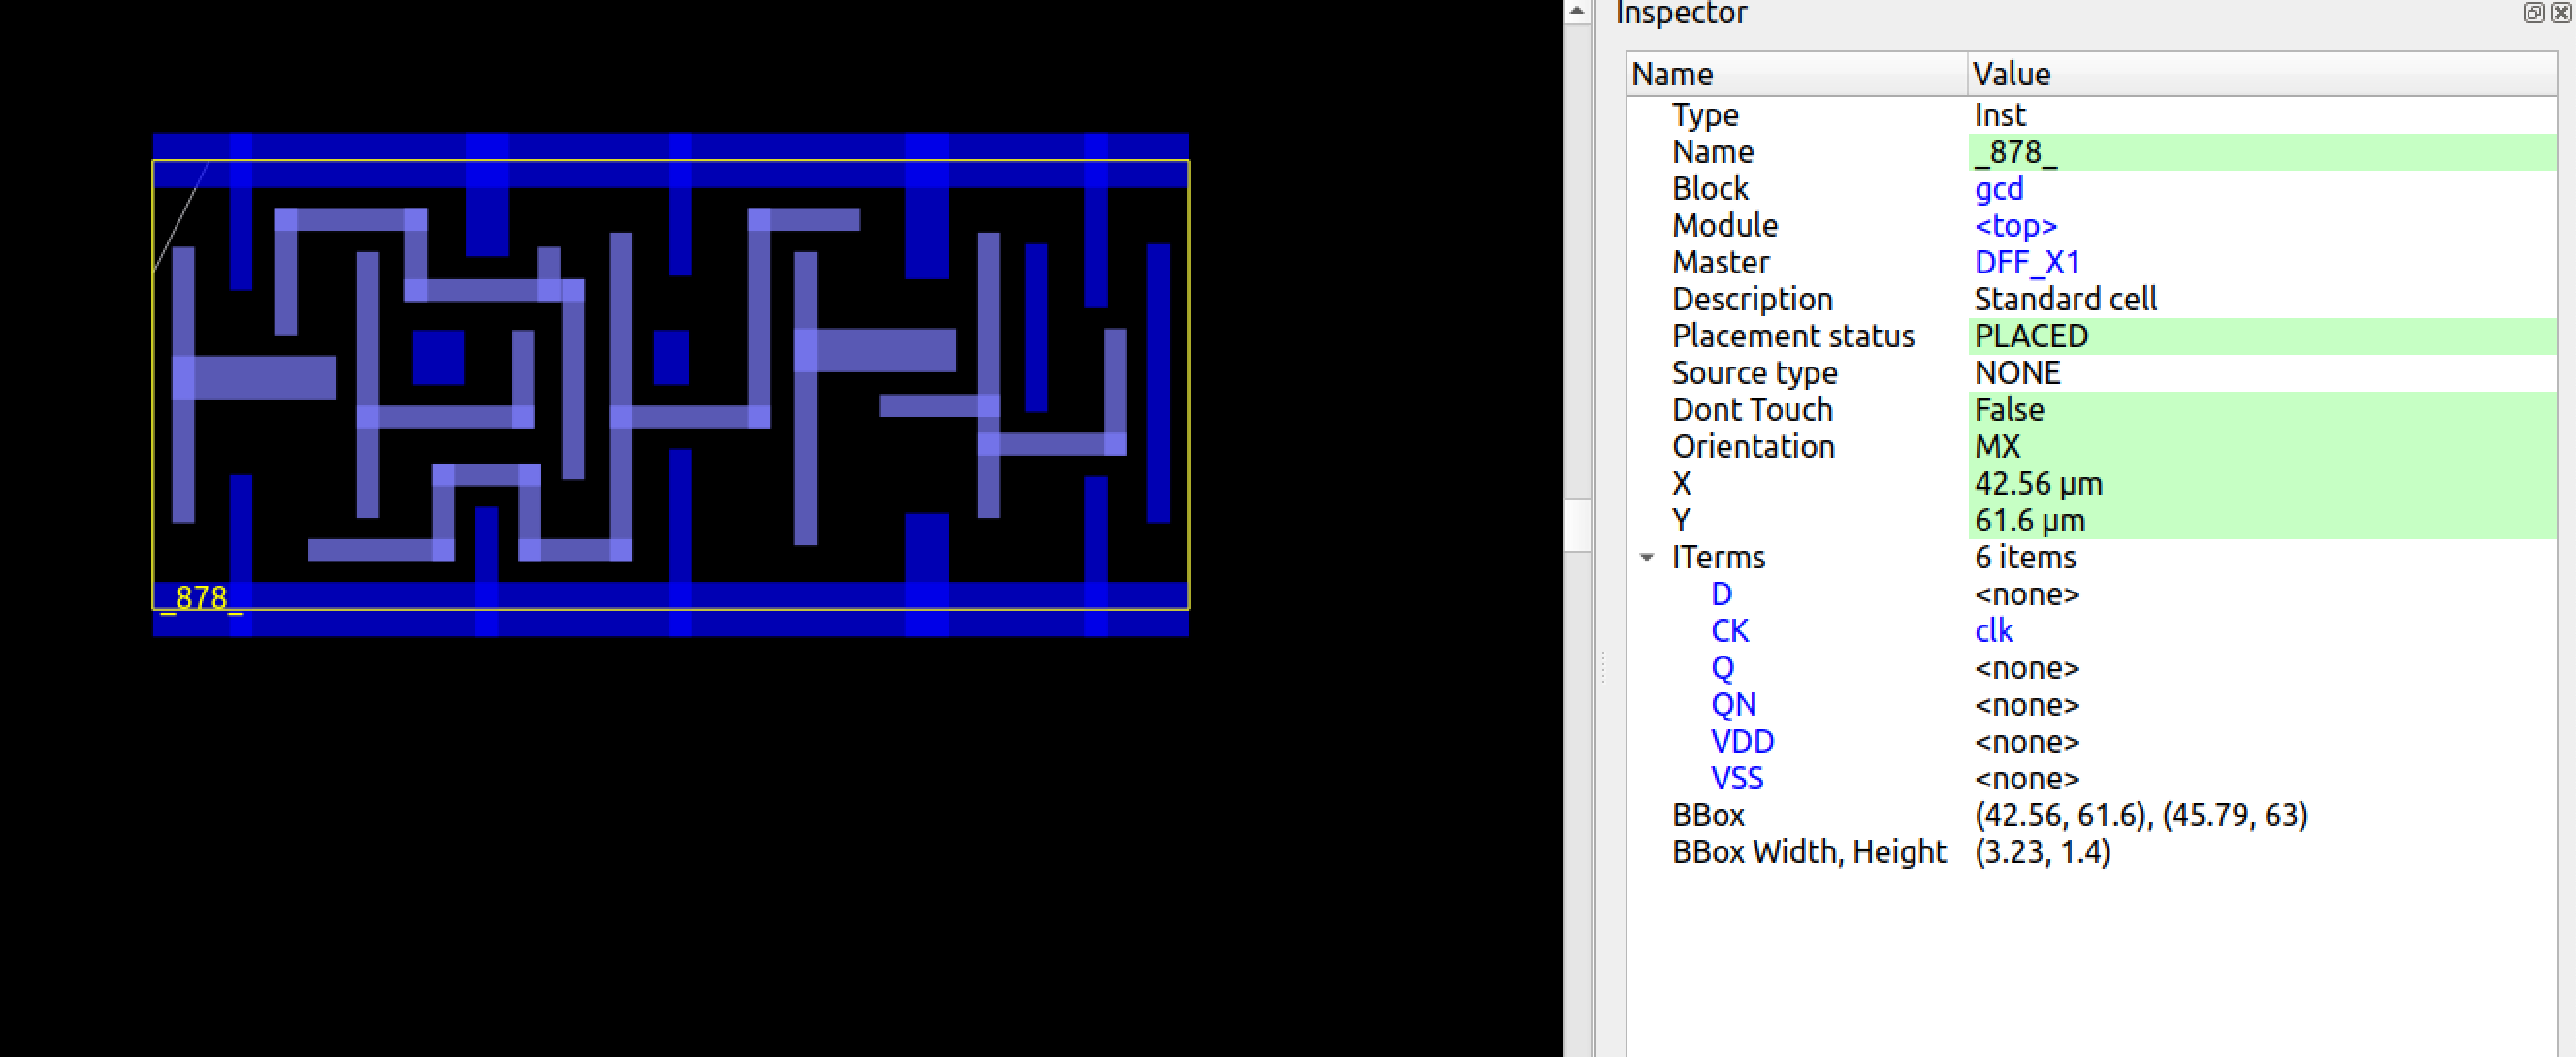 Inspector
Name Value
Type Inst
Name _878_
Block gcd
Module <top>
Master DFF_X1
Description Standard cell
Placement status PLACED
Source type NONE
Dont Touch False
Orientation MX
X 42.56 μm
Y 61.6 μm
ITerms 6 items
D <none>
CK clk
Q <none>
QN <none>
VDD <none>
VSS <none>
BBox (42.56, 61.6), (45.79, 63)
BBox Width, Height (3.23, 1.4)
_878_